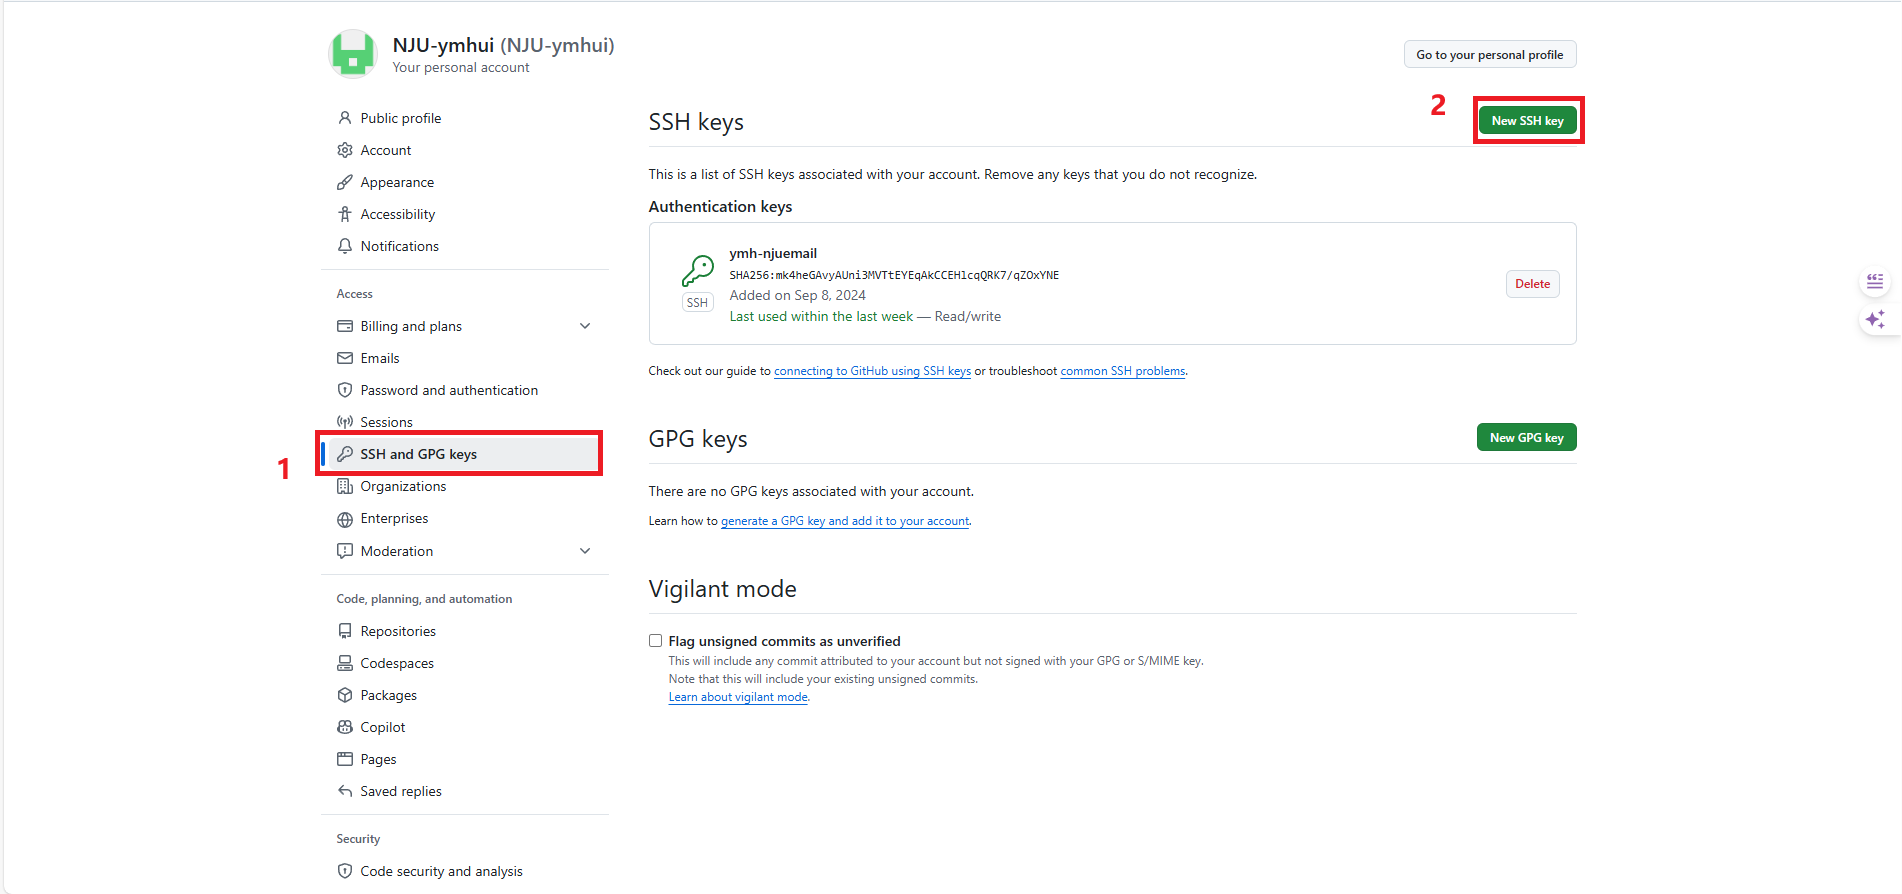 NJU-ymhui (NJU-ymhui)
Your personal account
Go to your personal profile
Public profile
Account
Appearance
Accessibility
Notifications
Access
Billing and plans
Emails
Password and authentication
Sessions
1
SSH and GPG keys
Organizations
Enterprises
Moderation
Code, planning, and automation
Repositories
Codespaces
Packages
Copilot
Pages
Saved replies
Security
Code security and analysis
SSH keys
2
New SSH key
This is a list of SSH keys associated with your account. Remove any keys that you do not recognize.
Authentication keys
ymh-njuemail
SHA256:mk4heGAvyAUni3MVTtEYEqAkCCEHlcqQRK7/qZOxYNE
SSH
Added on Sep 8, 2024
Last used within the last week — Read/write
Delete
Check out our guide to connecting to GitHub using SSH keys or troubleshoot common SSH problems.
GPG keys
New GPG key
There are no GPG keys associated with your account.
Learn how to generate a GPG key and add it to your account.
Vigilant mode
Flag unsigned commits as unverified
This will include any commit attributed to your account but not signed with your GPG or S/MIME key.
Note that this will include your existing unsigned commits.
Learn about vigilant mode.